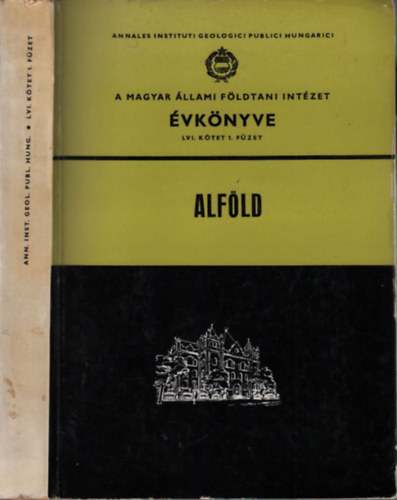 ANN. INST. GEOL. PUBL. HUNG. ● LVI. KÖTET 1. FÜZET
ANNALES INSTITUTI GEOLOGICI PUBLICI HUNGARICI
A MAGYAR ÁLLAMI FÖLDTANI INTÉZET
ÉVKÖNYVE
LVI. KÖTET 1. FÜZET
ALFÖLD